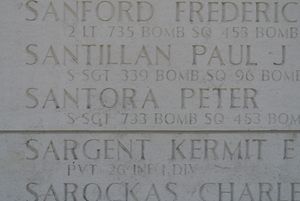 SANFORD FREDERIC
2 LT 735 BOMB SQ 453 BOMB
SANTILLAN PAUL J
S SGT 339 BOMB SQ 96 BOMB
SANTORA PETER
S SGT 733 BOMB SQ 453 BOMB
SARGENT KERMIT E
PVT 26 INF 1 DIV
SAROCKAS CHARLE